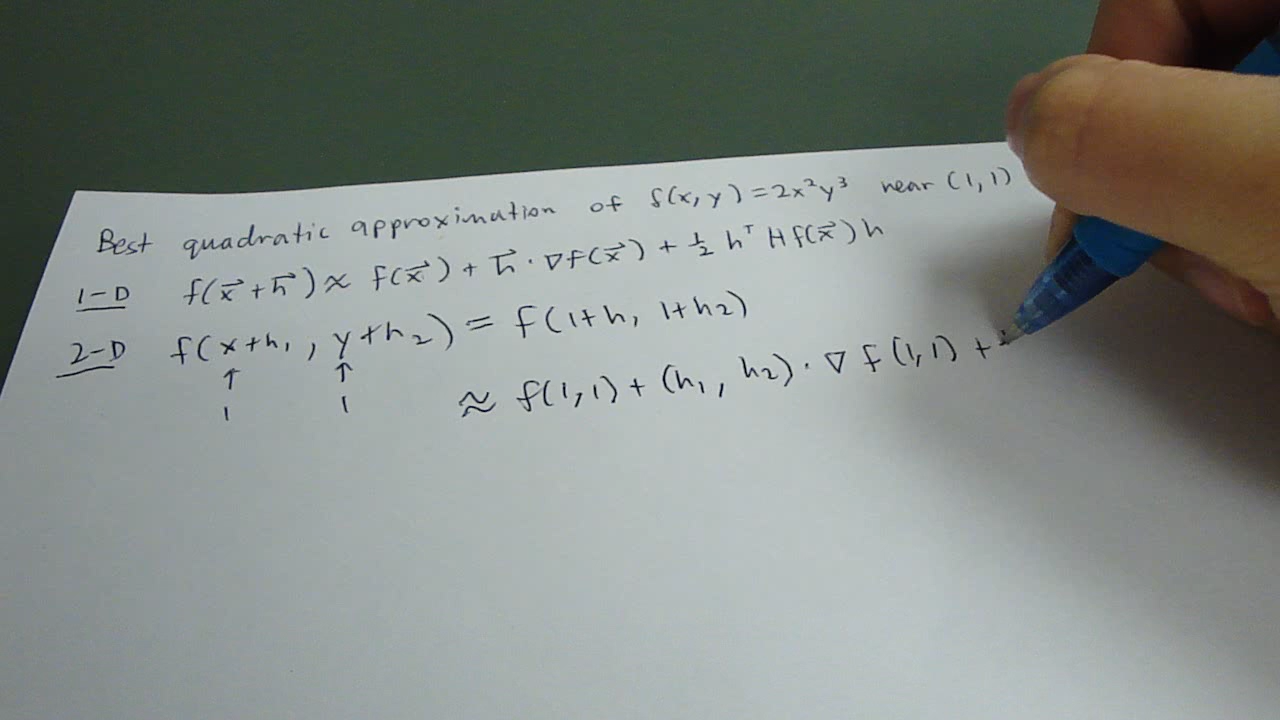 Best quadratic approximation of f(x,y)=2x²y³ near (1,1)
1-D f(x⃗+h⃗)≈ f(x⃗)+h⃗·∇f(x⃗)+½ hᵀ Hf(x⃗)h
2-D f(x+h₁, y+h₂)= f(1+h, 1+h₂)
↑ ↑
1 1
≈ f(1,1)+(h₁, h₂)·∇f(1,1)+